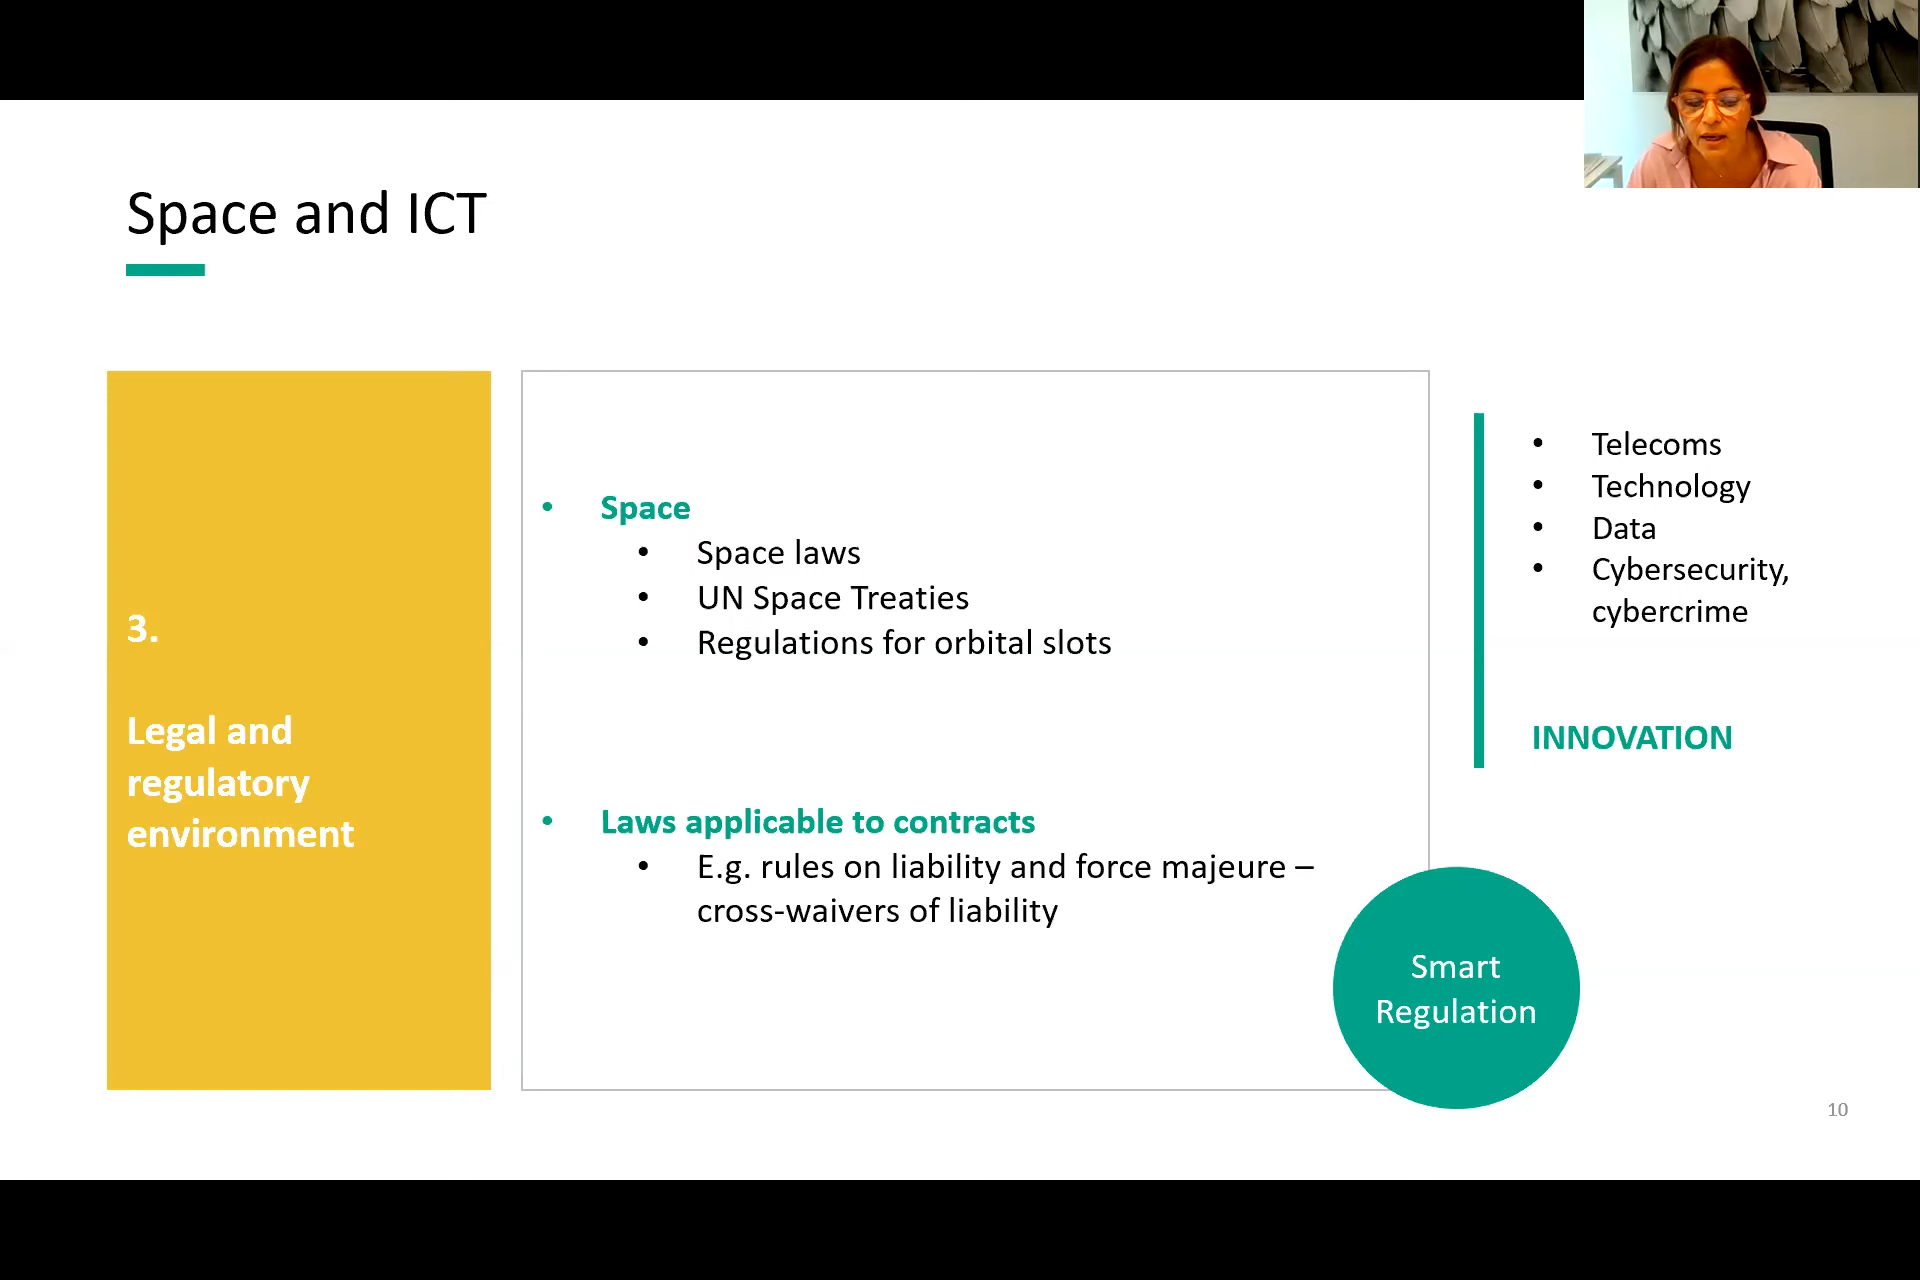 Space and ICT
3.
Legal and
regulatory
environment
• Space
• Space laws
• UN Space Treaties
• Regulations for orbital slots
• Laws applicable to contracts
• E.g. rules on liability and force majeure –
cross-waivers of liability
• Telecoms
• Technology
• Data
• Cybersecurity,
cybercrime
INNOVATION
Smart
Regulation
10